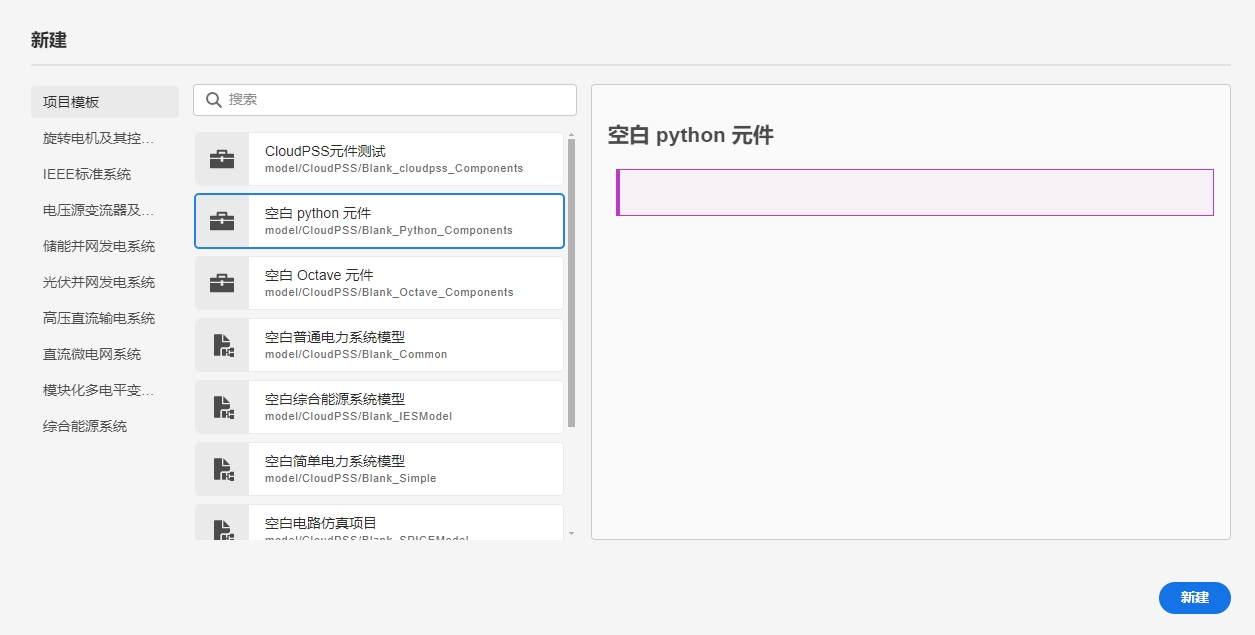 新建
项目模板
旋转电机及其控…
IEEE标准系统
电压源变流器及…
储能并网发电系统
光伏并网发电系统
高压直流输电系统
直流微电网系统
模块化多电平变…
综合能源系统
搜索
CloudPSS元件测试
model/CloudPSS/Blank_cloudpss_Components
空白 python 元件
model/CloudPSS/Blank_Python_Components
空白 Octave 元件
model/CloudPSS/Blank_Octave_Components
空白普通电力系统模型
model/CloudPSS/Blank_Common
空白综合能源系统模型
model/CloudPSS/Blank_IESModel
空白简单电力系统模型
model/CloudPSS/Blank_Simple
空白电路仿真项目
model/CloudPSS/Blank_SPICEModel
空白 python 元件
新建